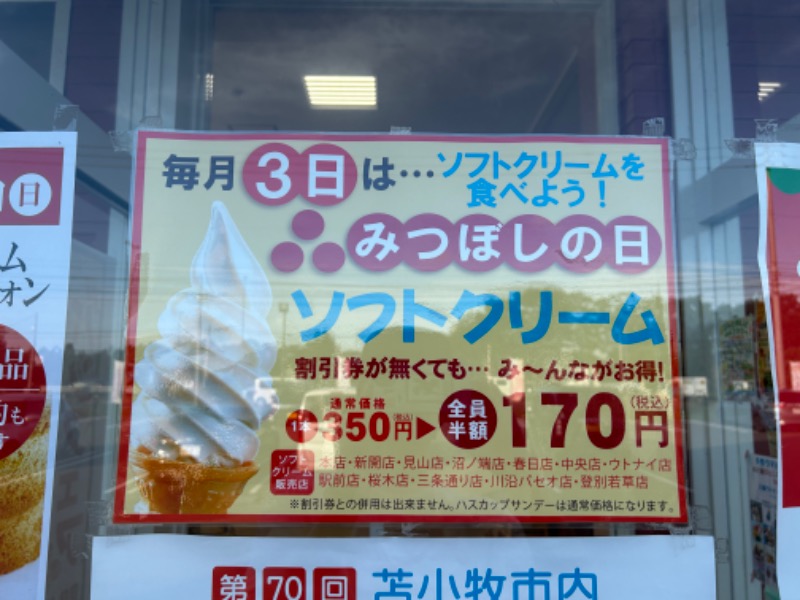 毎月3日は…ソフトクリームを
食べよう!
みつぼしの日
ソフトクリーム
割引券が無くても… み〜んながお得!
1本
通常価格
350円(税込)
▶
全員
半額
170円(税込)
ソフト
クリーム
販売店
本店・新開店・見山店・沼ノ端店・春日店・中央店・ウトナイ店
駅前店・桜木店・三条通り店・川沿パセオ店・登別若草店
※割引券との併用は出来ません。ハスカップサンデーは通常価格になります。
日
ム
ォン
品
も
す
第70回 苫小牧市内